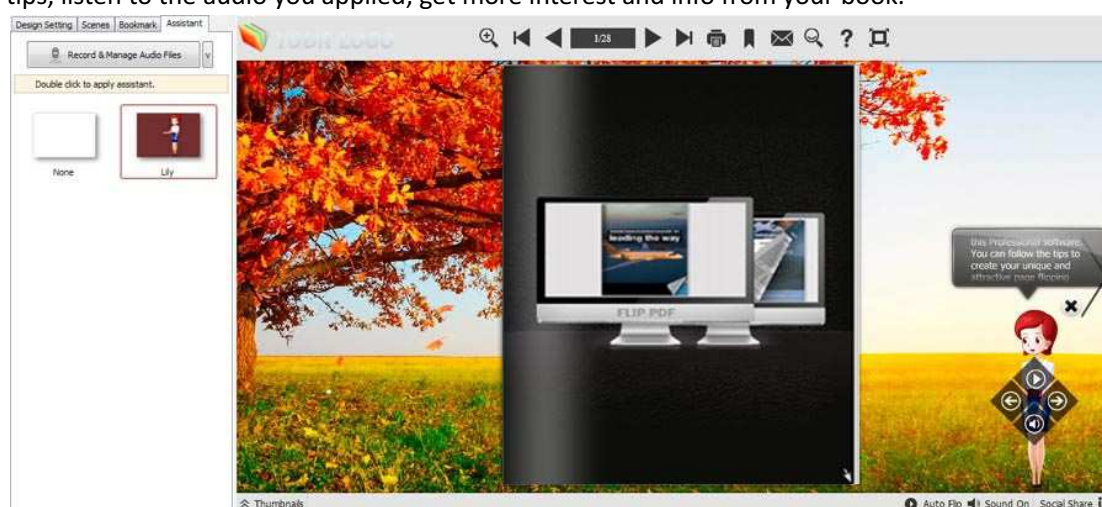 tips, listen to the audio you applied, get more interest and info from your book.
Design Setting Scenes Bookmark Assistant
Record & Manage Audio Files v
Double click to apply assistant.
None
Lily
YOUR LOGO
1/28
?
leading the way
FLIP PDF
this Professional software.
You can follow the tips to
create your unique and
attractive page flipping
Thumbnails
Auto Flip Sound On Social Share